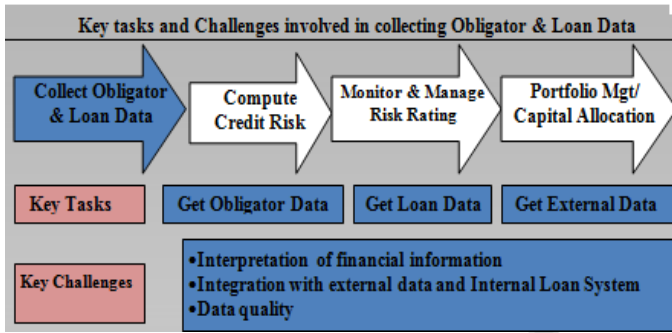 Key tasks and Challenges involved in collecting Obligator & Loan Data
Collect Obligator
& Loan Data
Compute
Credit Risk
Monitor & Manage
Risk Rating
Portfolio Mgt/
Capital Allocation
Key Tasks
Get Obligator Data
Get Loan Data
Get External Data
Key Challenges
•Interpretation of financial information
•Integration with external data and Internal Loan System
•Data quality